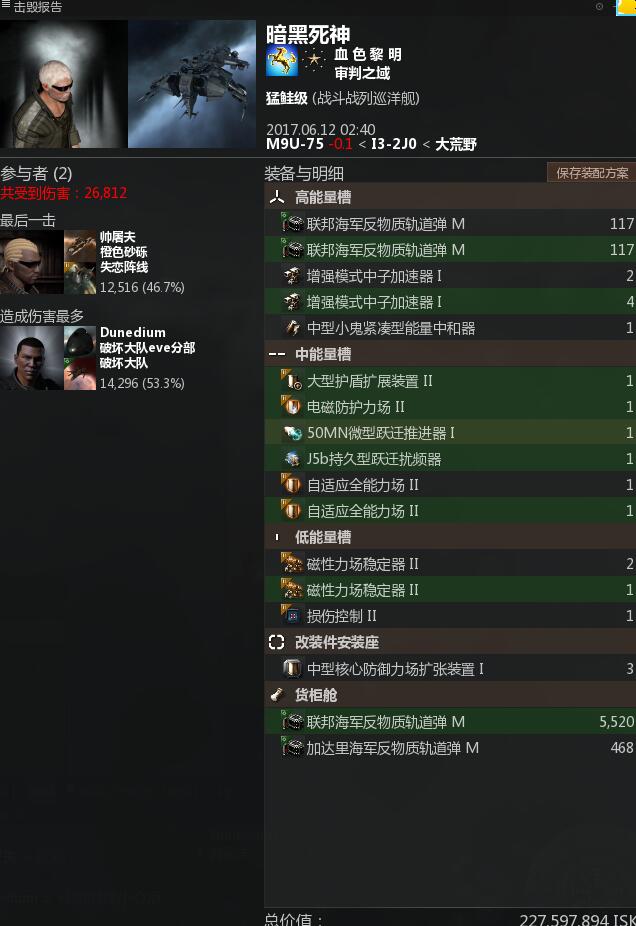 击毁报告
暗黑死神
血 色 黎 明
审判之域
猛鲑级 (战斗战列巡洋舰)
2017.06.12 02:40
M9U-75 -0.1 < I3-2J0 < 大荒野
参与者 (2)
共受到伤害：26,812
最后一击
帅屠夫
橙色砂砾
失恋阵线
12,516 (46.7%)
造成伤害最多
Dunedium
破坏大队eve分部
破坏大队
14,296 (53.3%)
装备与明细
保存装配方案
高能量槽
联邦海军反物质轨道弹 M 117
联邦海军反物质轨道弹 M 117
增强模式中子加速器 I 2
增强模式中子加速器 I 4
中型小鬼紧凑型能量中和器 1
中能量槽
大型护盾扩展装置 II 1
电磁防护力场 II 1
50MN微型跃迁推进器 I 1
J5b持久型跃迁扰频器 1
自适应全能力场 II 1
自适应全能力场 II 1
低能量槽
磁性力场稳定器 II 2
磁性力场稳定器 II 1
损伤控制 II 1
改装件安装座
中型核心防御力场扩张装置 I 3
货柜舱
联邦海军反物质轨道弹 M 5,520
加达里海军反物质轨道弹 M 468
总价值： 227,597,894 ISK